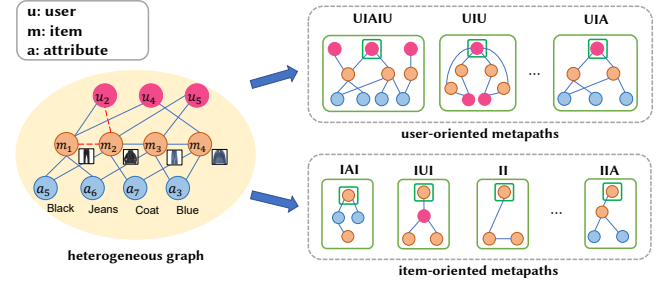 u: user
m: item
a: attribute
u2 u4 u5
m1 m2 m3 m4
a5 a6 a7 a3
Black Jeans Coat Blue
heterogeneous graph
UIAIU UIU UIA
...
user-oriented metapaths
IAI IUI II IIA
...
item-oriented metapaths